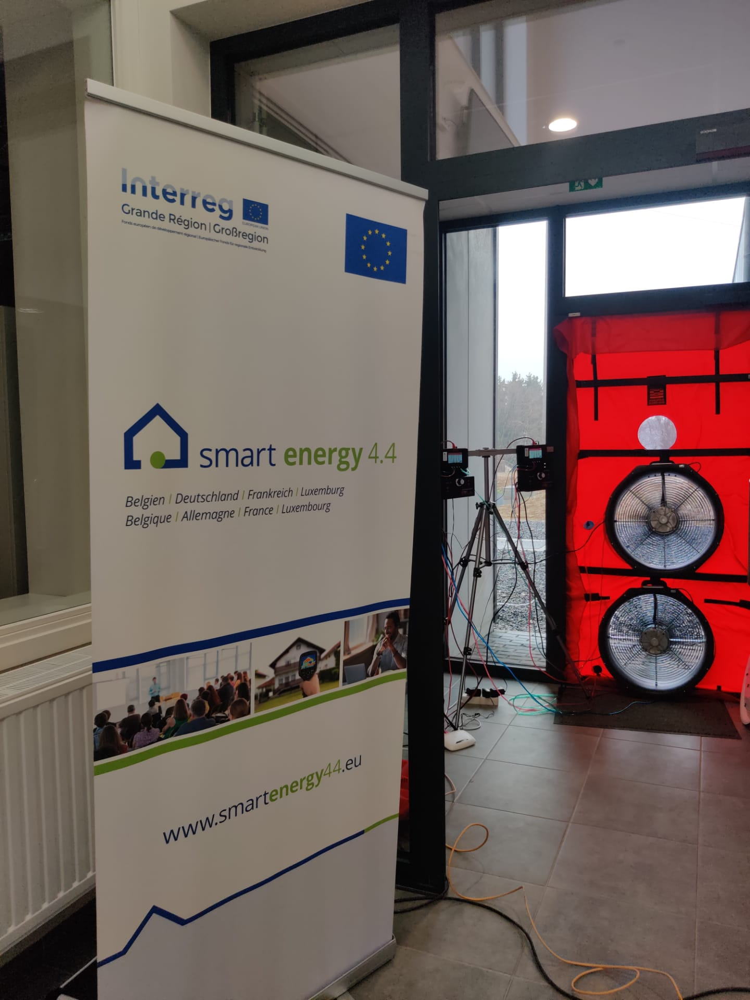 Interreg
EUROPEAN UNION
Grande Région | Großregion
Fonds européen de développement régional | Europäischer Fonds für regionale Entwicklung
smart energy 4.4
Belgien | Deutschland | Frankreich | Luxemburg
Belgique | Allemagne | France | Luxembourg
www.smartenergy44.eu